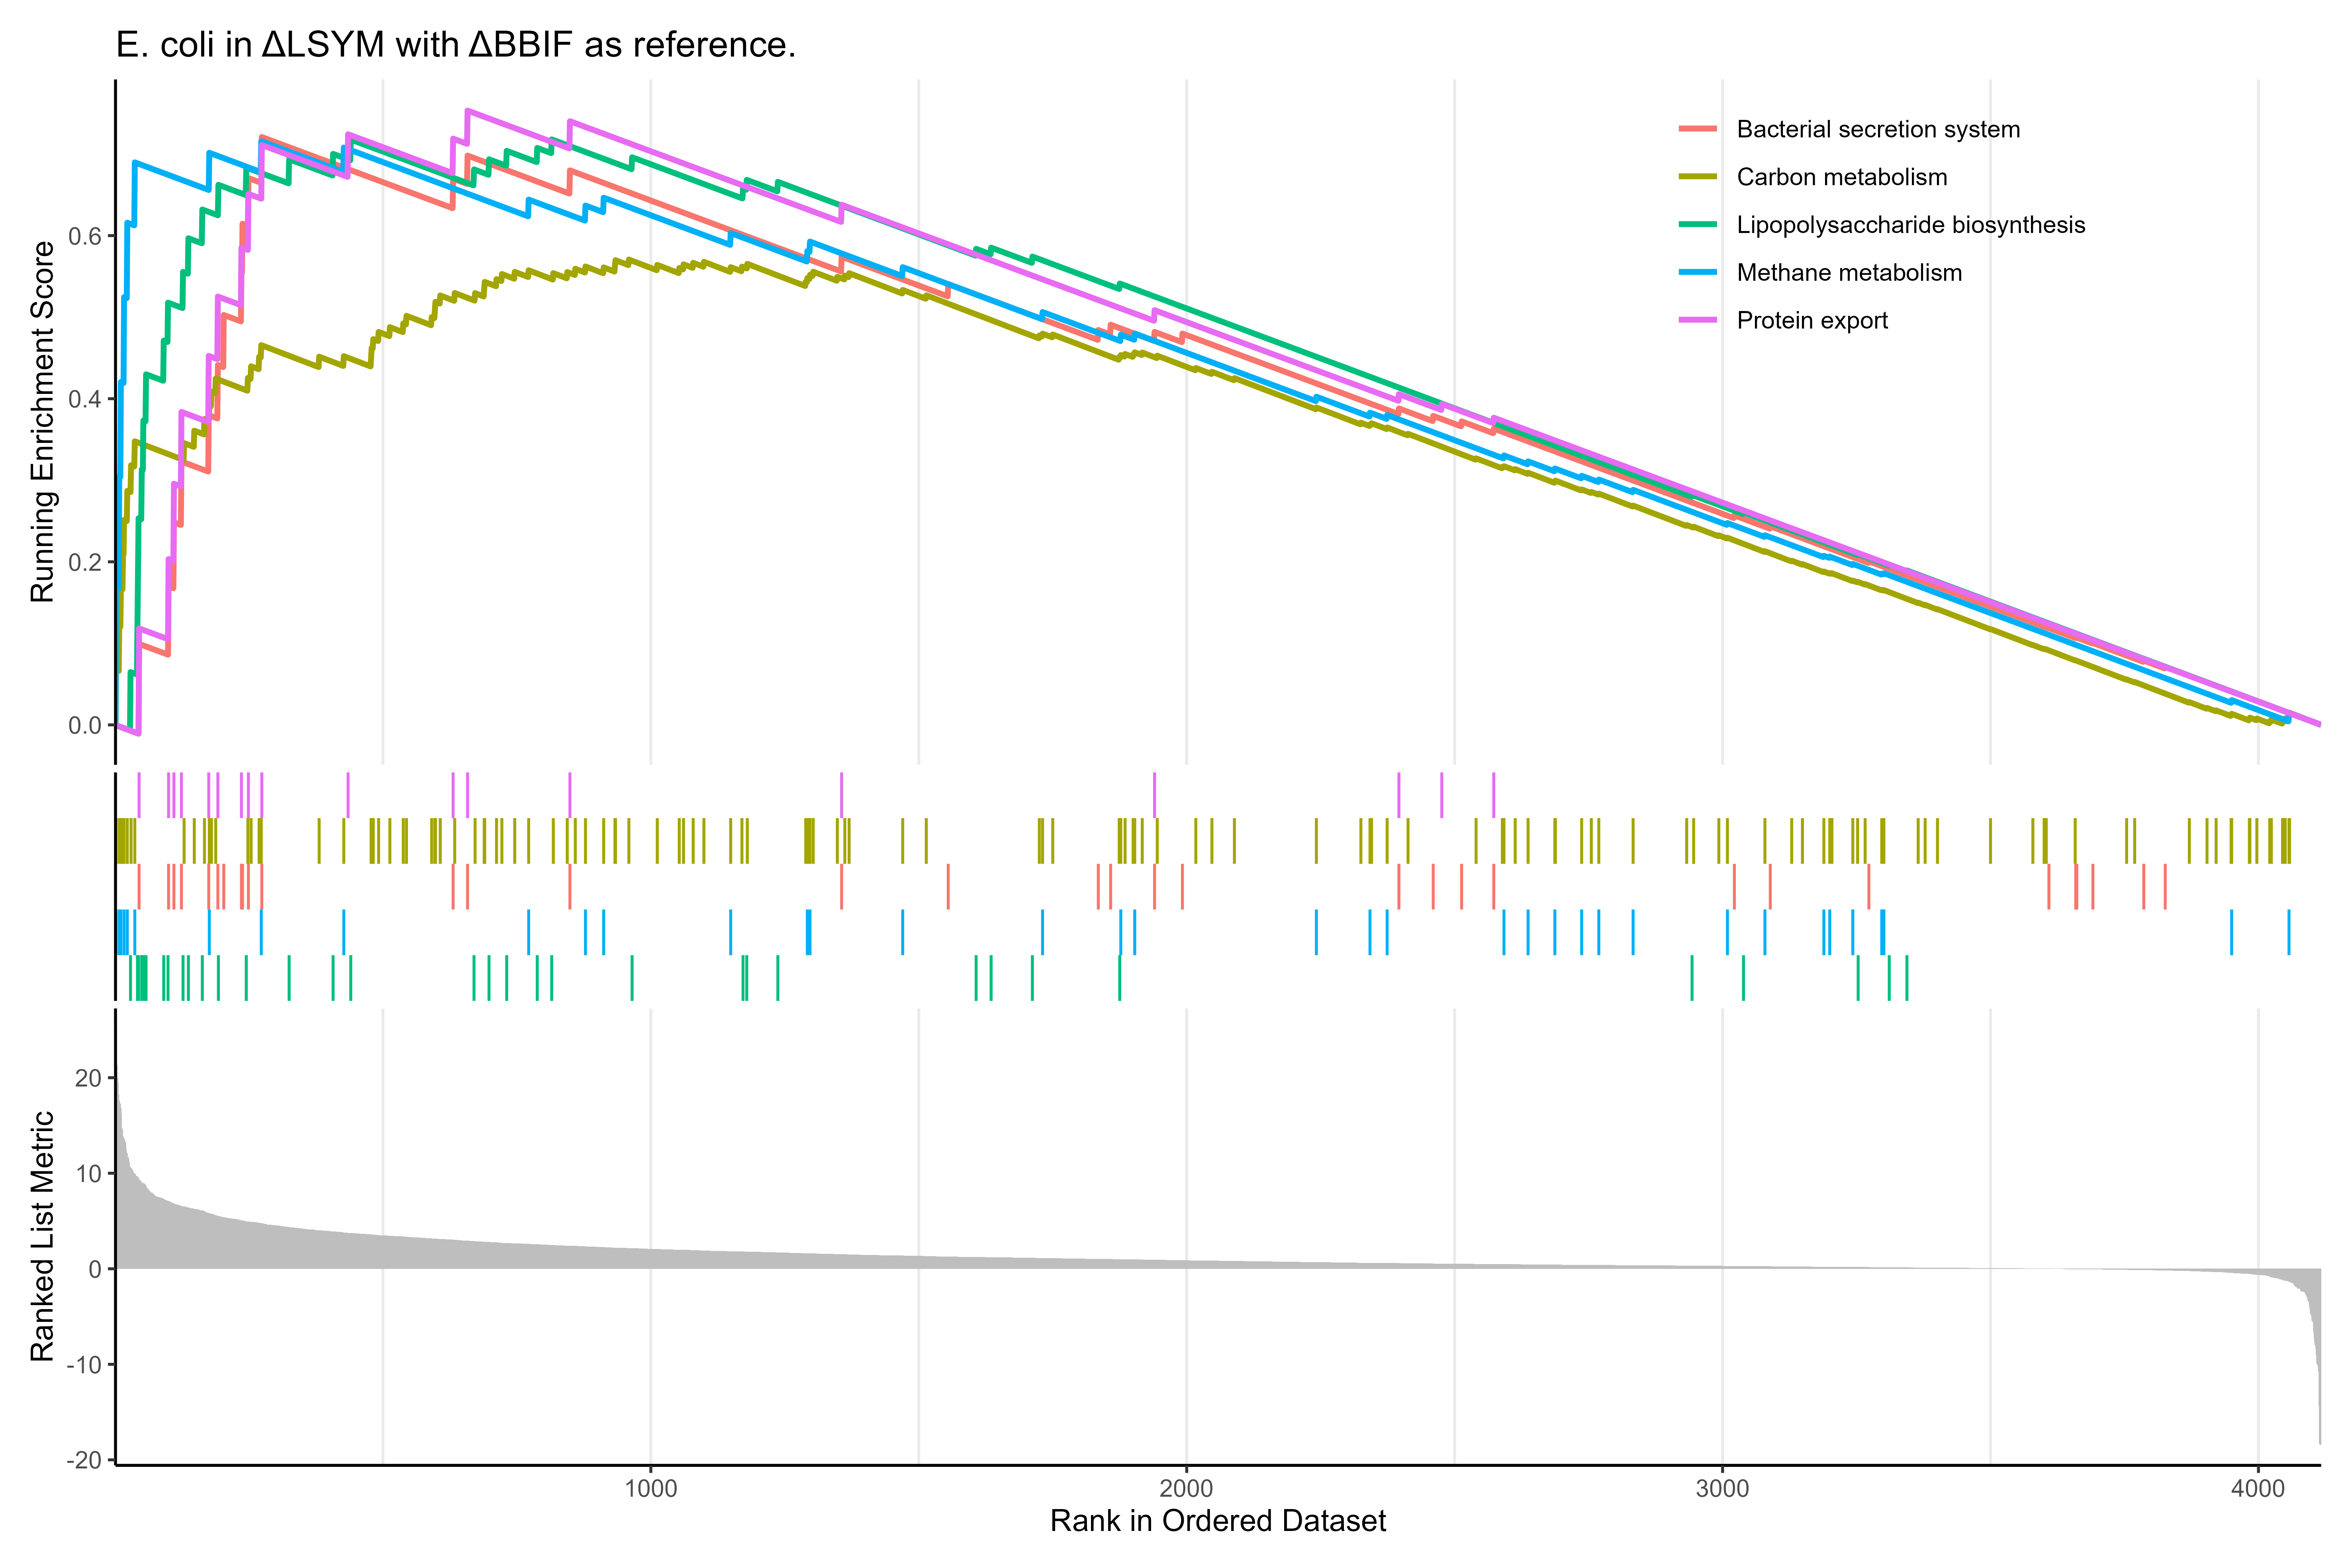 E. coli in ΔLSYM with ΔBBIF as reference.
Running Enrichment Score
0.6
0.4
0.2
0.0
Bacterial secretion system
Carbon metabolism
Lipopolysaccharide biosynthesis
Methane metabolism
Protein export
Ranked List Metric
20
10
0
-10
-20
1000 2000 3000 4000
Rank in Ordered Dataset